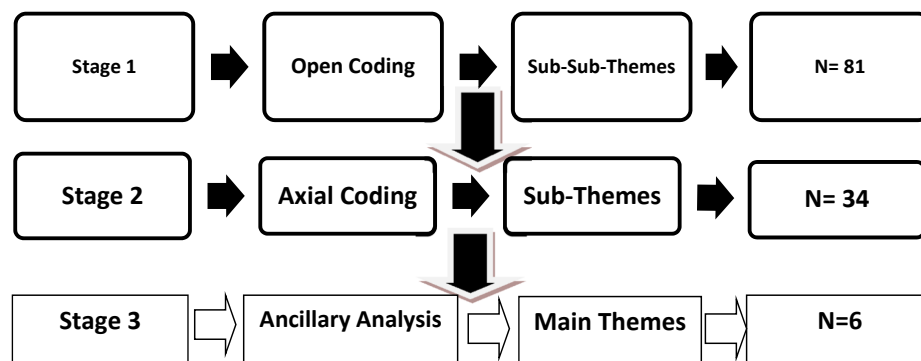 Stage 1
Open Coding
Sub-Sub-Themes
N= 81
Stage 2
Axial Coding
Sub-Themes
N= 34
Stage 3
Ancillary Analysis
Main Themes
N=6